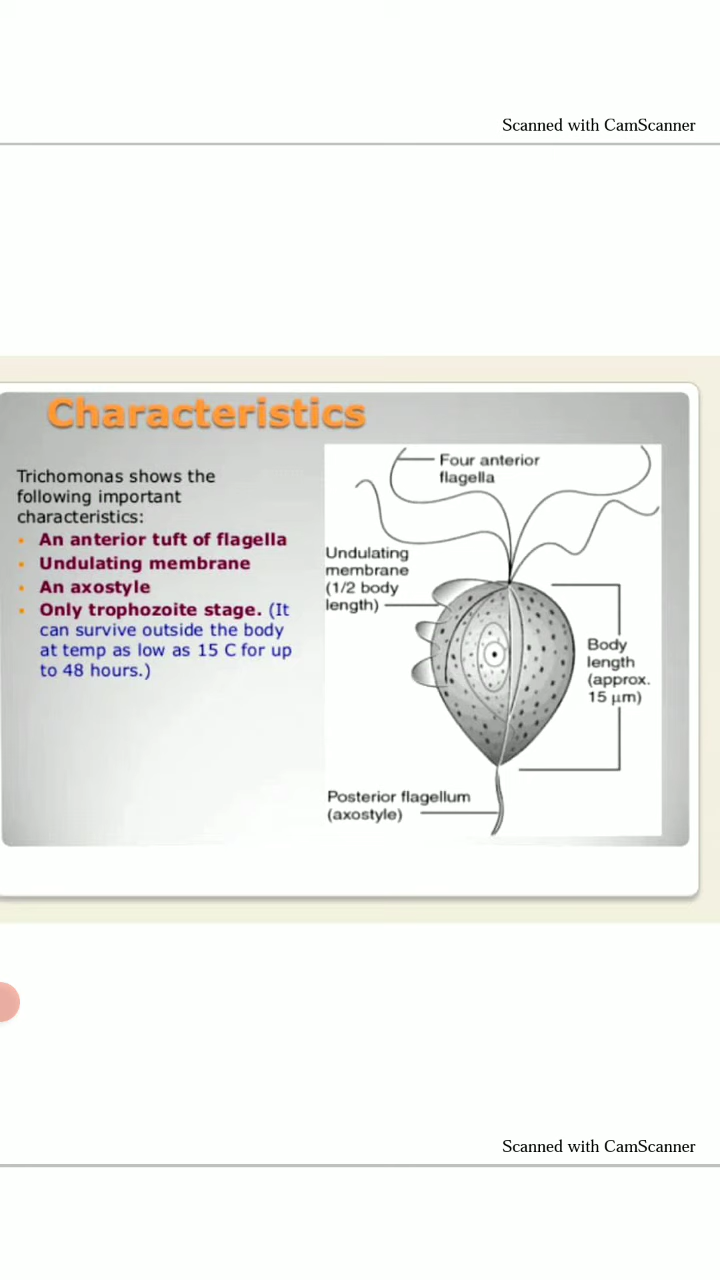 Scanned with CamScanner
Characteristics
Trichomonas shows the
following important
characteristics:
• An anterior tuft of flagella
• Undulating membrane
• An axostyle
• Only trophozoite stage. (It
can survive outside the body
at temp as low as 15 C for up
to 48 hours.)
Four anterior
flagella
Undulating
membrane
(1/2 body
length)
Body
length
(approx.
15 µm)
Posterior flagellum
(axostyle)
Scanned with CamScanner